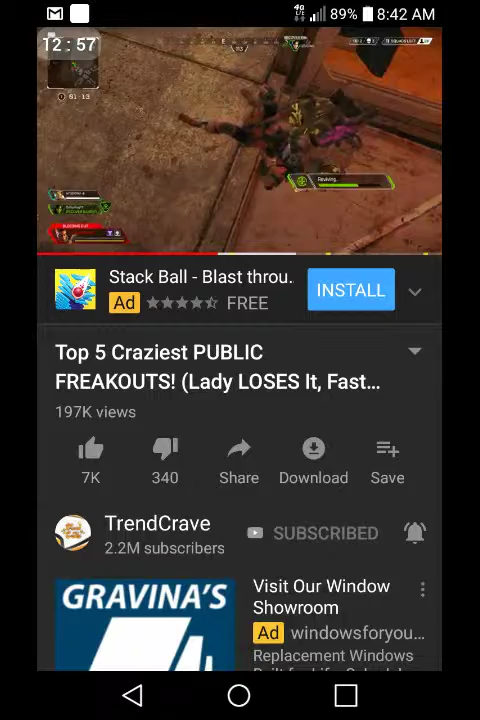 4G 89% 8:42 AM
12:57
Reviving...
Stack Ball - Blast throu..
INSTALL
Ad FREE
Top 5 Craziest PUBLIC
FREAKOUTS! (Lady LOSES It, Fast...
197K views
7K 340 Share Download Save
TrendCrave
SUBSCRIBED
2.2M subscribers
GRAVINA'S
Visit Our Window
Showroom
Ad windowsforyou...
Replacement Windows